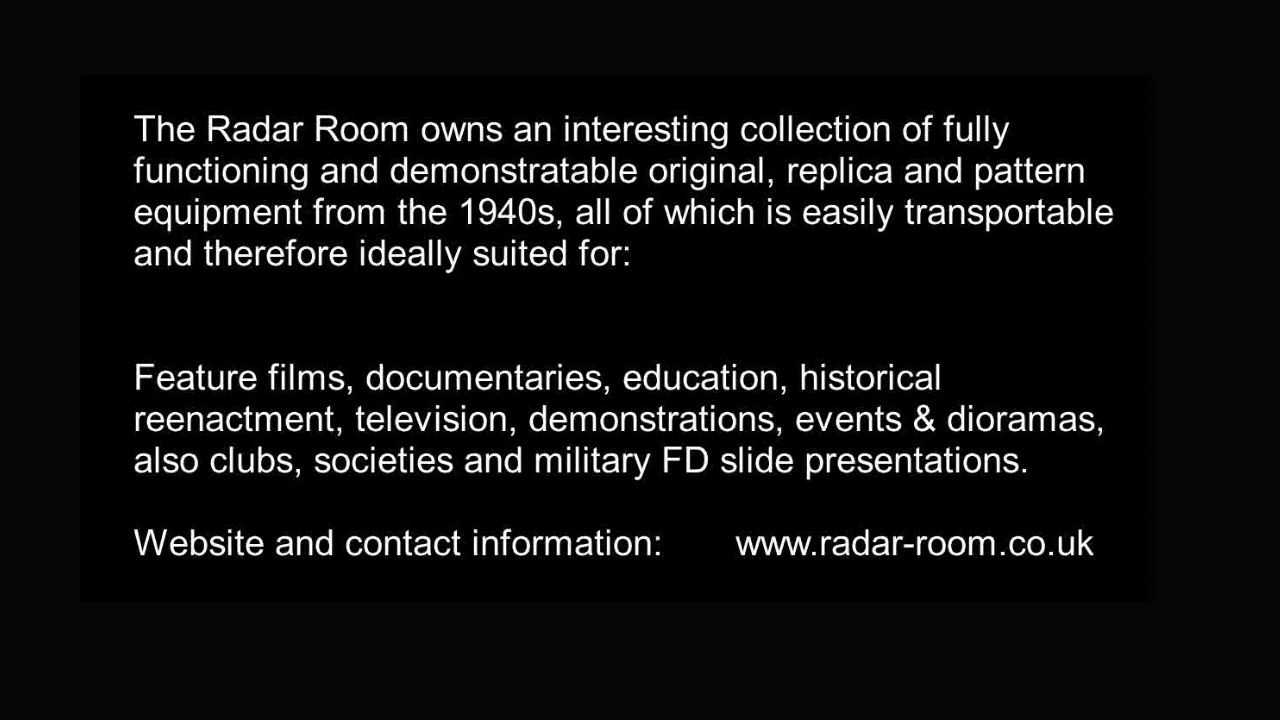 The Radar Room owns an interesting collection of fully
functioning and demonstratable original, replica and pattern
equipment from the 1940s, all of which is easily transportable
and therefore ideally suited for:
Feature films, documentaries, education, historical
reenactment, television, demonstrations, events & dioramas,
also clubs, societies and military FD slide presentations.
Website and contact information: www.radar-room.co.uk